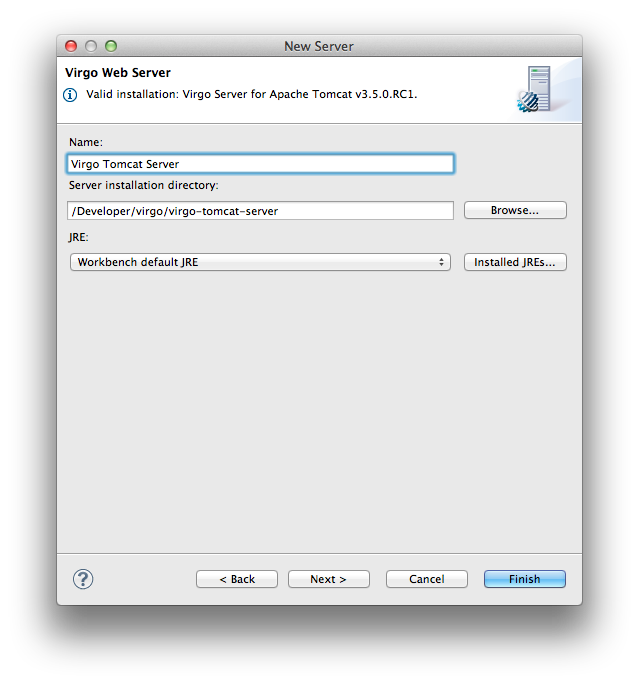 New Server
Virgo Web Server
Valid installation: Virgo Server for Apache Tomcat v3.5.0.RC1.
Name:
Virgo Tomcat Server
Server installation directory:
/Developer/virgo/virgo-tomcat-server
Browse...
JRE:
Workbench default JRE
Installed JREs...
?
< Back
Next >
Cancel
Finish